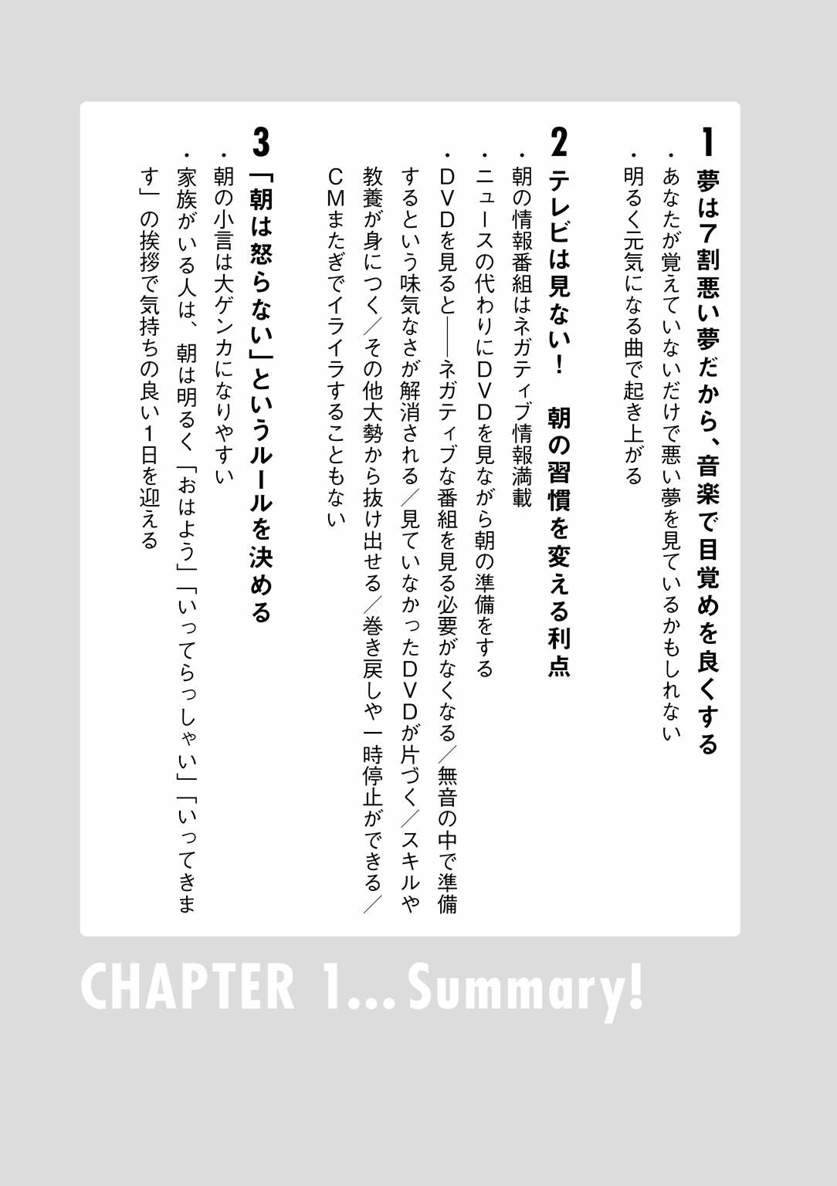 1 夢は7割悪い夢だから、音楽で目覚めを良くする
・あなたが覚えていないだけで悪い夢を見ているかもしれない
・明るく元気になる曲で起き上がる
2 テレビは見ない！　朝の習慣を変える利点
・朝の情報番組はネガティブ情報満載
・ニュースの代わりにDVDを見ながら朝の準備をする
・DVDを見ると――ネガティブな番組を見る必要がなくなる／無音の中で準備
するという味気なさが解消される／見ていなかったDVDが片づく／スキルや
教養が身につく／その他大勢から抜け出せる／巻き戻しや一時停止ができる／
CMまたぎでイライラすることもない
3 「朝は怒らない」というルールを決める
・朝の小言は大ゲンカになりやすい
・家族がいる人は、朝は明るく「おはよう」「いってらっしゃい」「いってきま
す」の挨拶で気持ちの良い1日を迎える
CHAPTER 1... Summary!